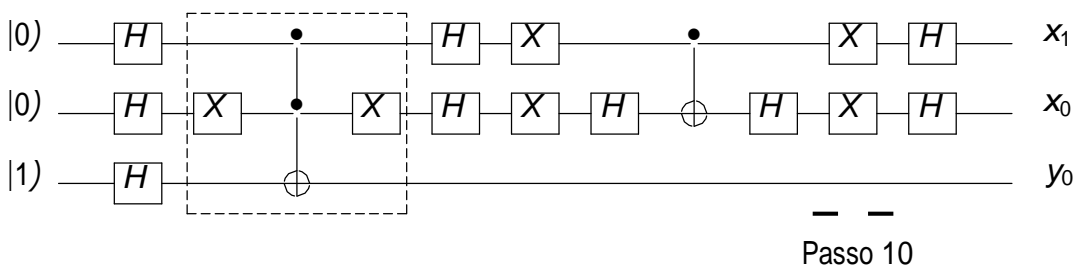 |0) H H X X H x₁
|0) H X X H X H H X H x₀
|1) H y₀
Passo 10